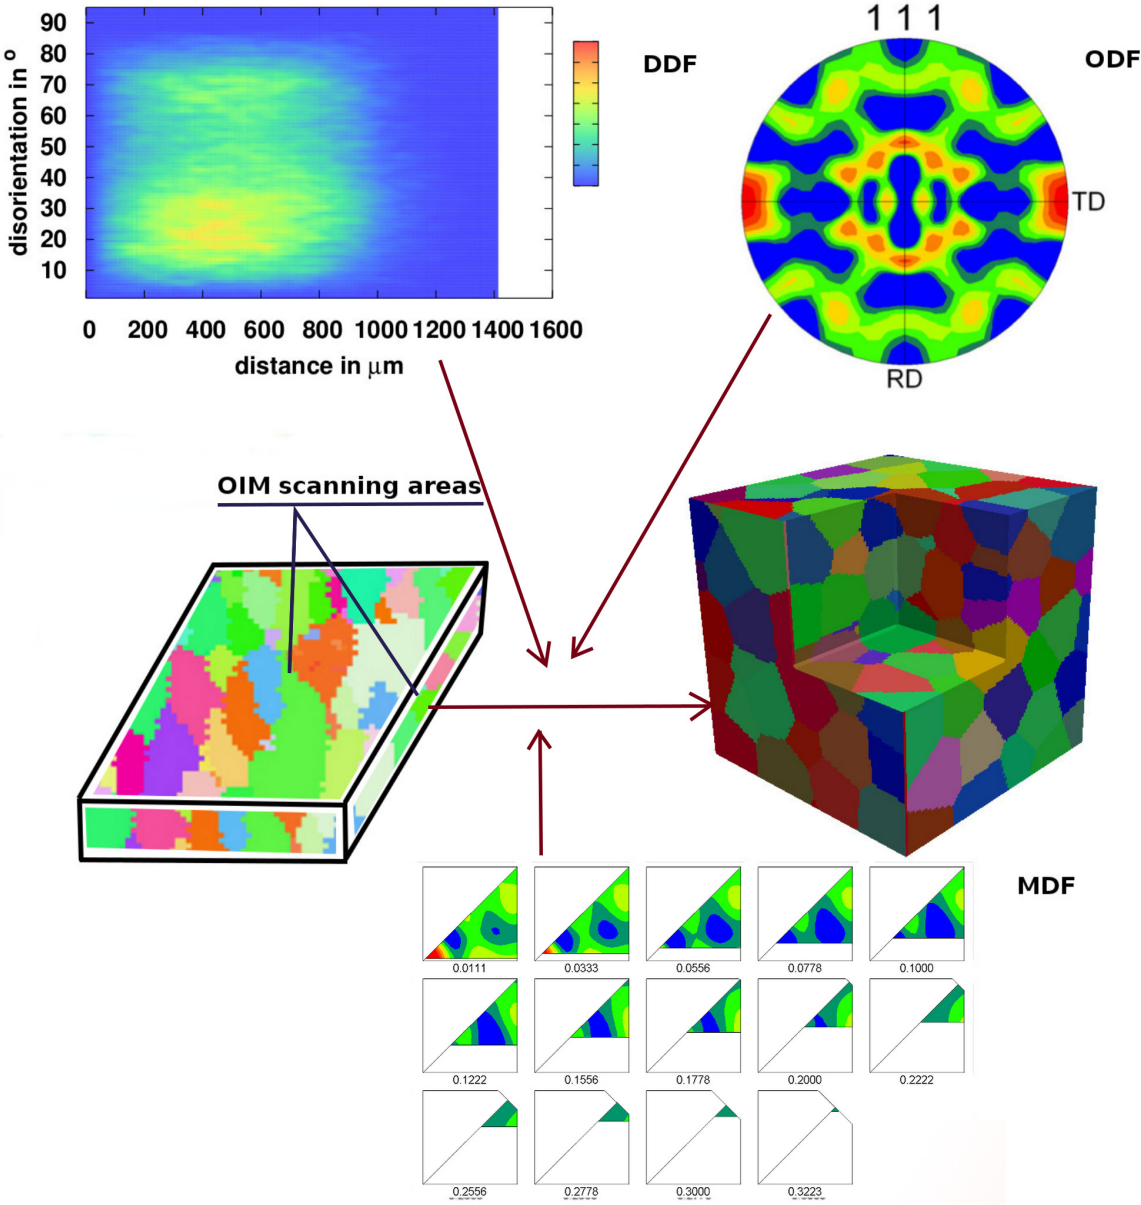 90
80
70
60
50
40
30
20
10
disorientation in °
0 200 400 600 800 1000 1200 1400 1600
distance in μm
DDF
1 1 1
ODF
TD
RD
OIM scanning areas
MDF
0.0111 0.0333 0.0556 0.0778 0.1000
0.1222 0.1556 0.1778 0.2000 0.2222
0.2556 0.2778 0.3000 0.3223